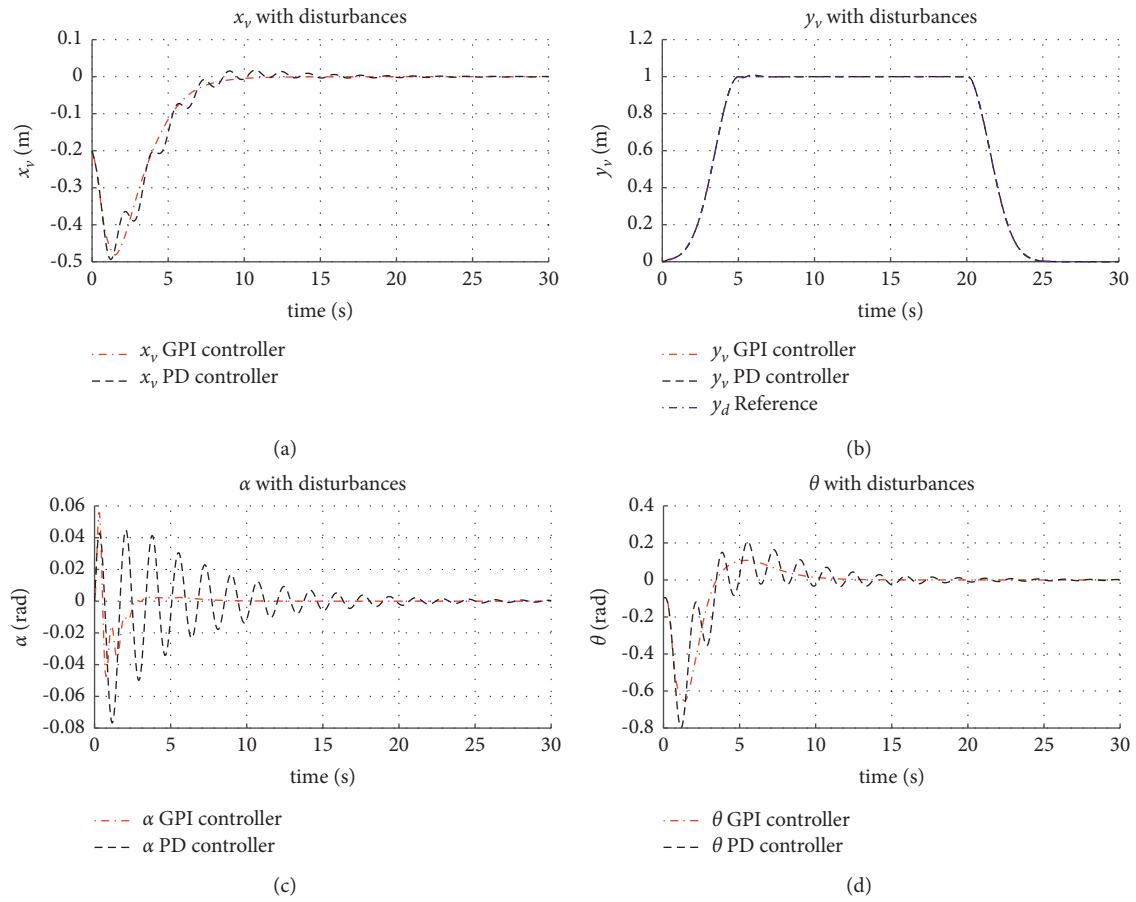 x_v with disturbances
0.1
0
-0.1
-0.2
-0.3
-0.4
-0.5
x_v (m)
0 5 10 15 20 25 30
time (s)
x_v GPI controller
x_v PD controller
(a)
y_v with disturbances
1.2
1
0.8
0.6
0.4
0.2
0
y_v (m)
0 5 10 15 20 25 30
time (s)
y_v GPI controller
y_v PD controller
y_d Reference
(b)
α with disturbances
0.06
0.04
0.02
0
-0.02
-0.04
-0.06
-0.08
α (rad)
0 5 10 15 20 25 30
time (s)
α GPI controller
α PD controller
(c)
θ with disturbances
0.4
0.2
0
-0.2
-0.4
-0.6
-0.8
θ (rad)
0 5 10 15 20 25 30
time (s)
θ GPI controller
θ PD controller
(d)